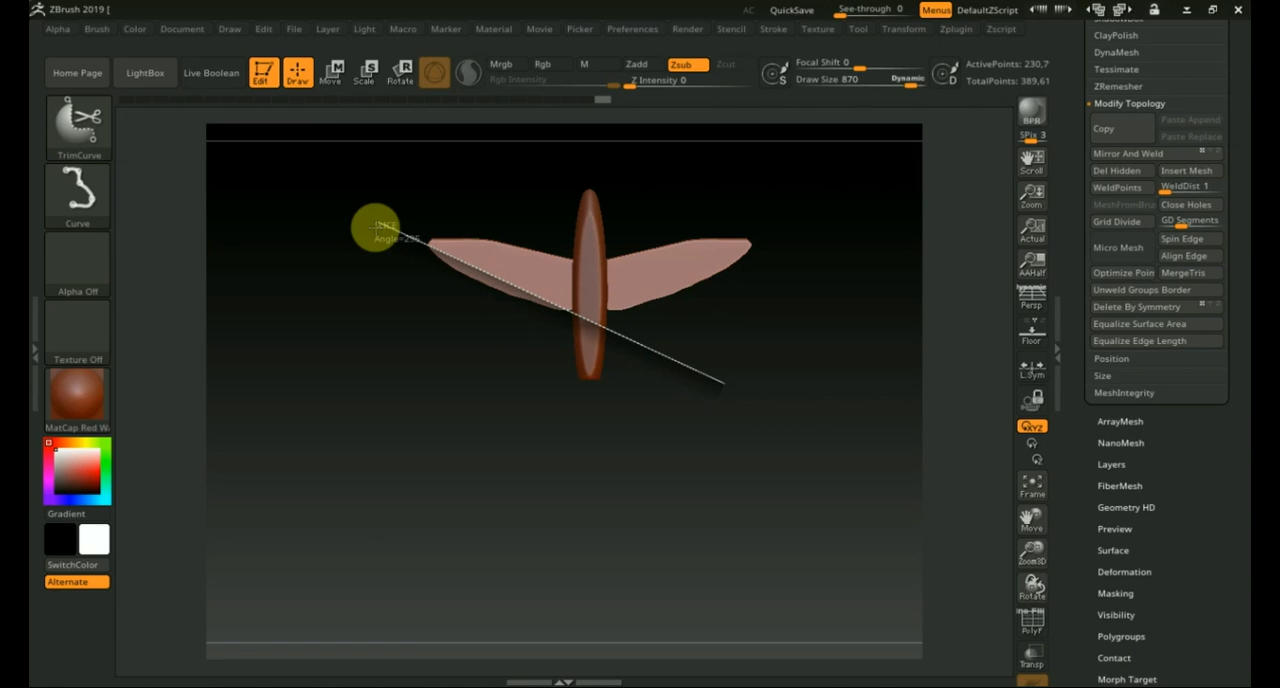 ZBrush 2019 [
AC QuickSave See-through 0 Menus DefaultZScript
Alpha Brush Color Document Draw Edit File Layer Light Macro Marker Material Movie Picker Preferences Render Stencil Stroke Texture Tool Transform Zplugin Zscript
Home Page LightBox Live Boolean Edit Draw Move Scale Rotate
Mrgb Rgb M Zadd Zsub Zcut
Rgb Intensity Z Intensity 0
Focal Shift 0
Draw Size 870 Dynamic
ActivePoints: 230,7
TotalPoints: 389,61
TrimCurve
Curve
Alpha Off
Texture Off
MatCap Red Wa
Gradient
SwitchColor
Alternate
Angle=295
BPR
SPix 3
Scroll
Zoom
Actual
AAHalf
Dynamic
Persp
Floor
L.Sym
XYZ
Frame
Move
Zoom3D
Rotate
PolyF
Transp
ShadowBox
ClayPolish
DynaMesh
Tessimate
ZRemesher
Modify Topology
Copy Paste Append
Paste Replace
Mirror And Weld
Del Hidden Insert Mesh
WeldPoints WeldDist 1
MeshFromBru Close Holes
Grid Divide GD Segments
Micro Mesh Spin Edge
Align Edge
Optimize Poin MergeTris
Unweld Groups Border
Delete By Symmetry
Equalize Surface Area
Equalize Edge Length
Position
Size
MeshIntegrity
ArrayMesh
NanoMesh
Layers
FiberMesh
Geometry HD
Preview
Surface
Deformation
Masking
Visibility
Polygroups
Contact
Morph Target